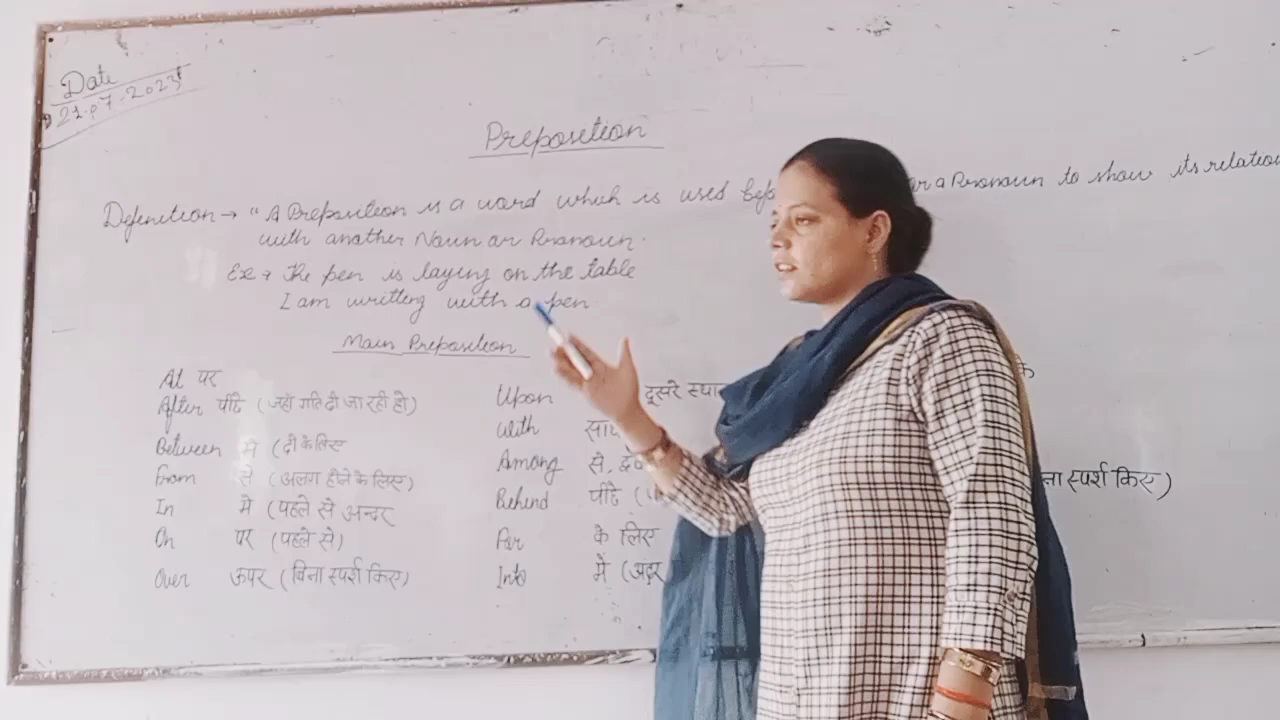 Date
21.07.2023
Preposition
Definition → "A Preposition is a word which is used or a Pronoun to show its relation
with another Noun or Pronoun.
Ex → The pen is laying on the table
I am writting with a pen
Main Preposition
At पर
After पीछे (जहाँ गति दी जा रही हो)
Between में (दो के लिए
From से (अलग होने के लिए)
In में (पहले से अन्दर
On पर (पहले से)
Over ऊपर (बिना स्पर्श किए)
Upon दूसरे
With
Among से,
Behind पीछे ( स्पर्श किए)
For के लिए
Into में